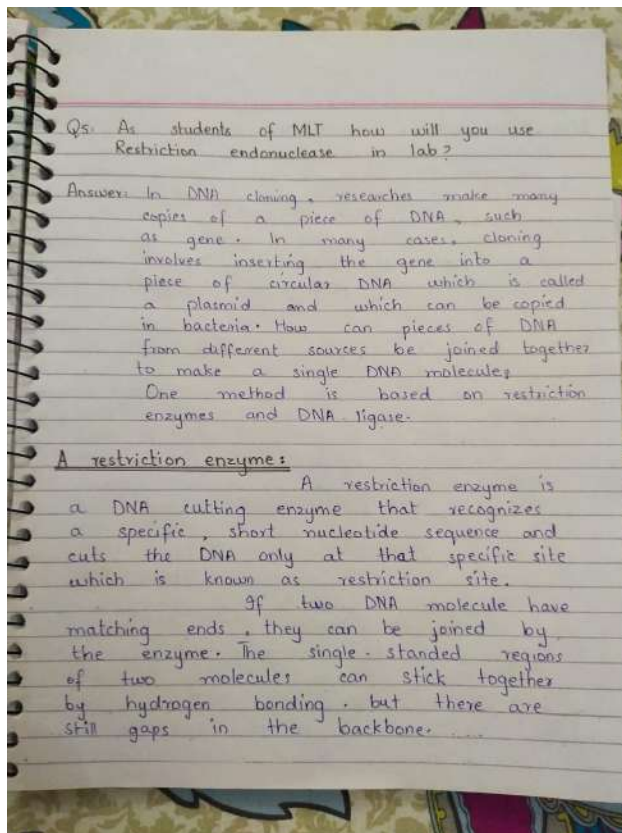 Qs. As students of MLT how will you use
Restriction endonuclease in lab?
Answer: In DNA cloning, researches make many
copies of a piece of DNA, such
as gene. In many cases, cloning
involves inserting the gene into a
piece of circular DNA which is called
a plasmid and which can be copied
in bacteria. How can pieces of DNA
from different sources be joined together
to make a single DNA molecule?
One method is based on restriction
enzymes and DNA ligase.
A restriction enzyme:
A restriction enzyme is
a DNA cutting enzyme that recognizes
a specific, short nucleotide sequence and
cuts the DNA only at that specific site
which is known as restriction site.
If two DNA molecule have
matching ends, they can be joined by
the enzyme. The single-standed regions
of two molecules can stick together
by hydrogen bonding. but there are
still gaps in the backbone. ....